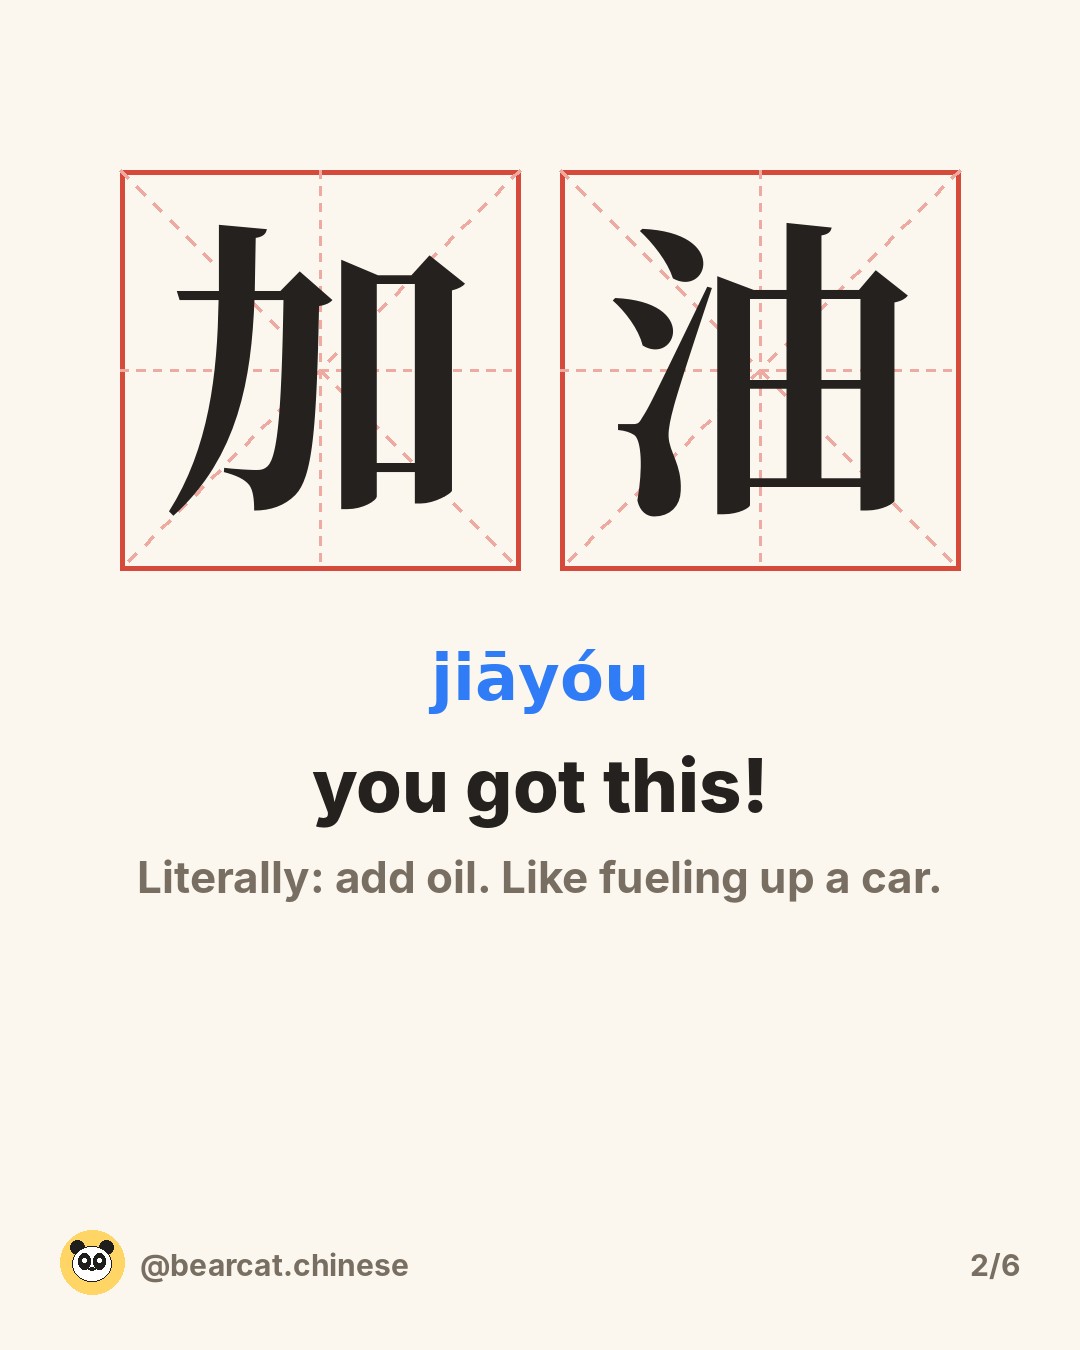 加油
jiāyóu
you got this!
Literally: add oil. Like fueling up a car.
@bearcat.chinese
2/6